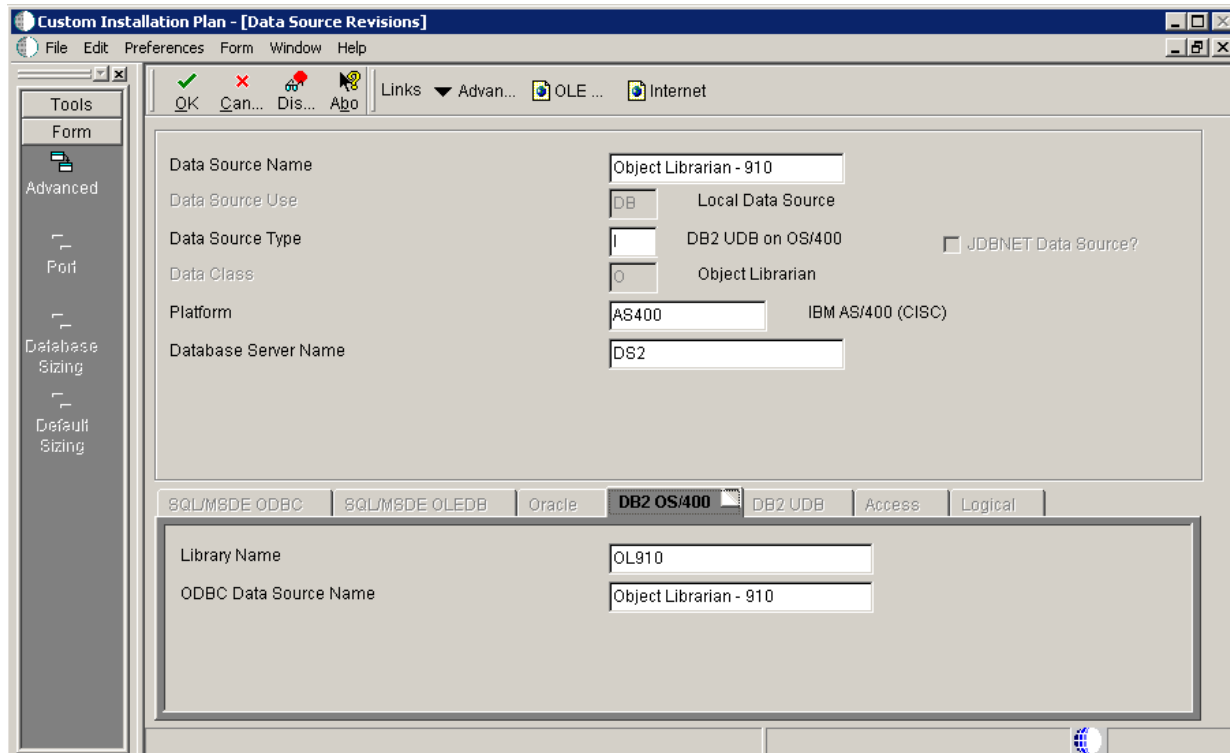 Custom Installation Plan - [Data Source Revisions]
File Edit Preferences Form Window Help
OK Can... Dis... Abo Links Advan... OLE ... Internet
Tools
Form
Advanced
Port
Database
Sizing
Default
Sizing
Data Source Name Object Librarian - 910
Data Source Use DB Local Data Source
Data Source Type I DB2 UDB on OS/400 JDBNET Data Source?
Data Class O Object Librarian
Platform AS400 IBM AS/400 (CISC)
Database Server Name DS2
SQL/MSDE ODBC SQL/MSDE OLEDB Oracle DB2 OS/400 DB2 UDB Access Logical
Library Name OL910
ODBC Data Source Name Object Librarian - 910